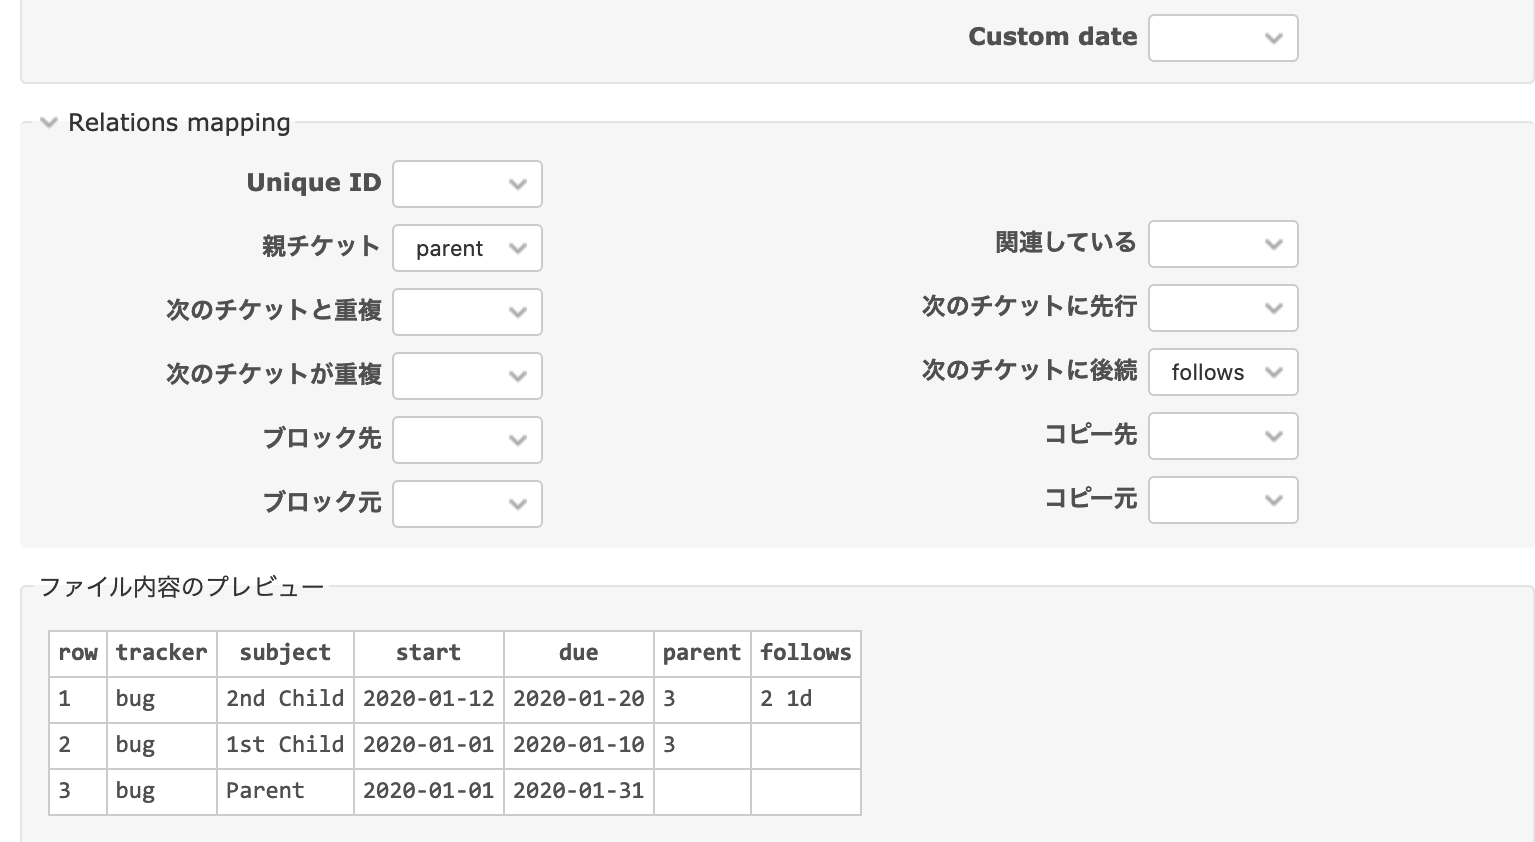 Custom date
Relations mapping
Unique ID
親チケット parent 関連している
次のチケットと重複 次のチケットに先行
次のチケットが重複 次のチケットに後続 follows
ブロック先 コピー先
ブロック元 コピー元
ファイル内容のプレビュー
row tracker subject start due parent follows
1 bug 2nd Child 2020-01-12 2020-01-20 3 2 1d
2 bug 1st Child 2020-01-01 2020-01-10 3
3 bug Parent 2020-01-01 2020-01-31